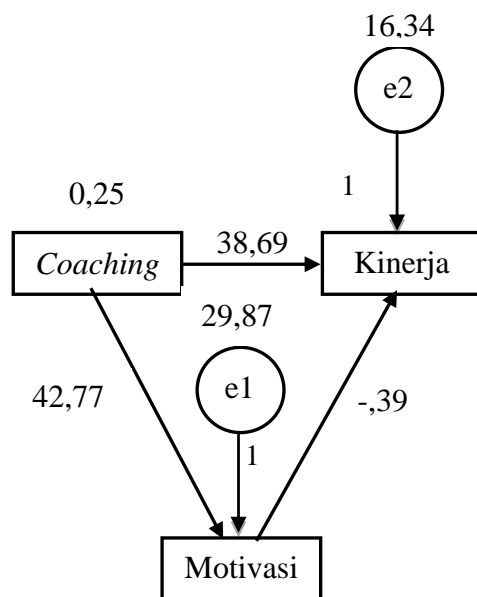 16,34
e2
1
0,25
Coaching
38,69
Kinerja
29,87
e1
42,77
-,39
1
Motivasi